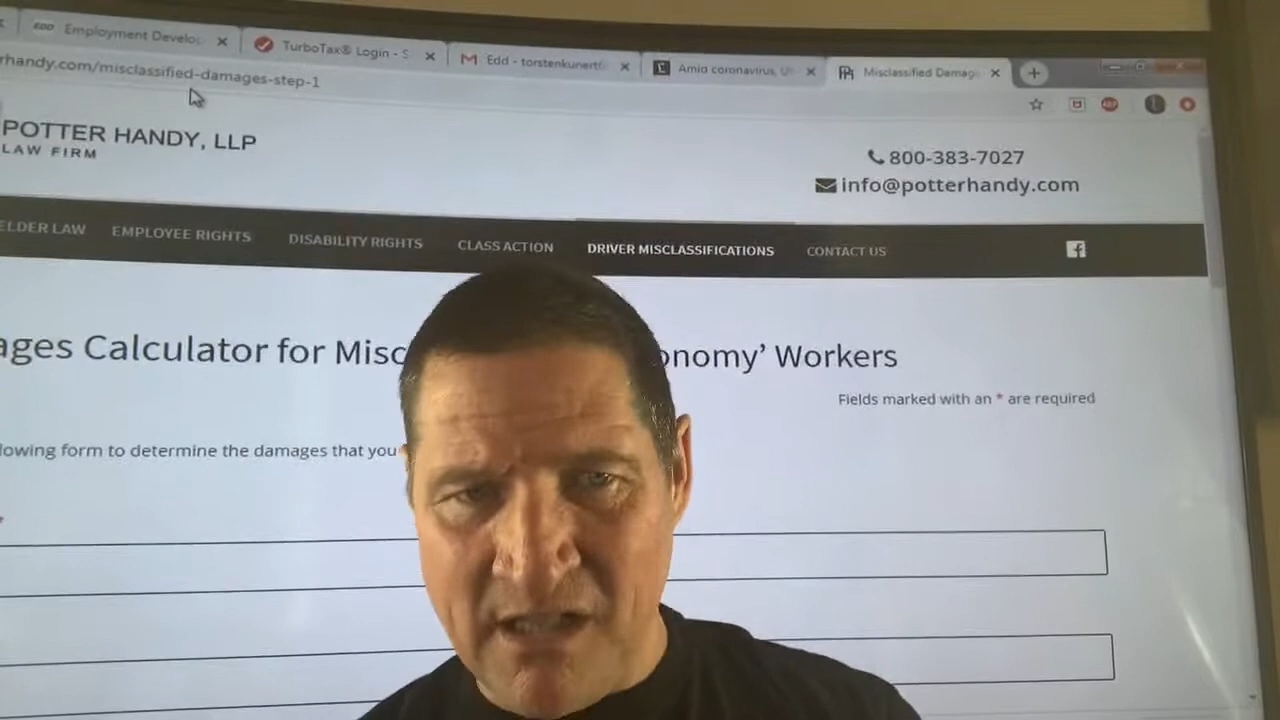 EDD Employment Develo
TurboTax® Login - S
Edd - torstenkunert6
Amid coronavirus, U
Misclassified Damag
rhandy.com/misclassified-damages-step-1
POTTER HANDY, LLP
LAW FIRM
800-383-7027
info@potterhandy.com
ELDER LAW EMPLOYEE RIGHTS DISABILITY RIGHTS CLASS ACTION DRIVER MISCLASSIFICATIONS CONTACT US
ages Calculator for Misc onomy’ Workers
Fields marked with an * are required
lowing form to determine the damages that you
*